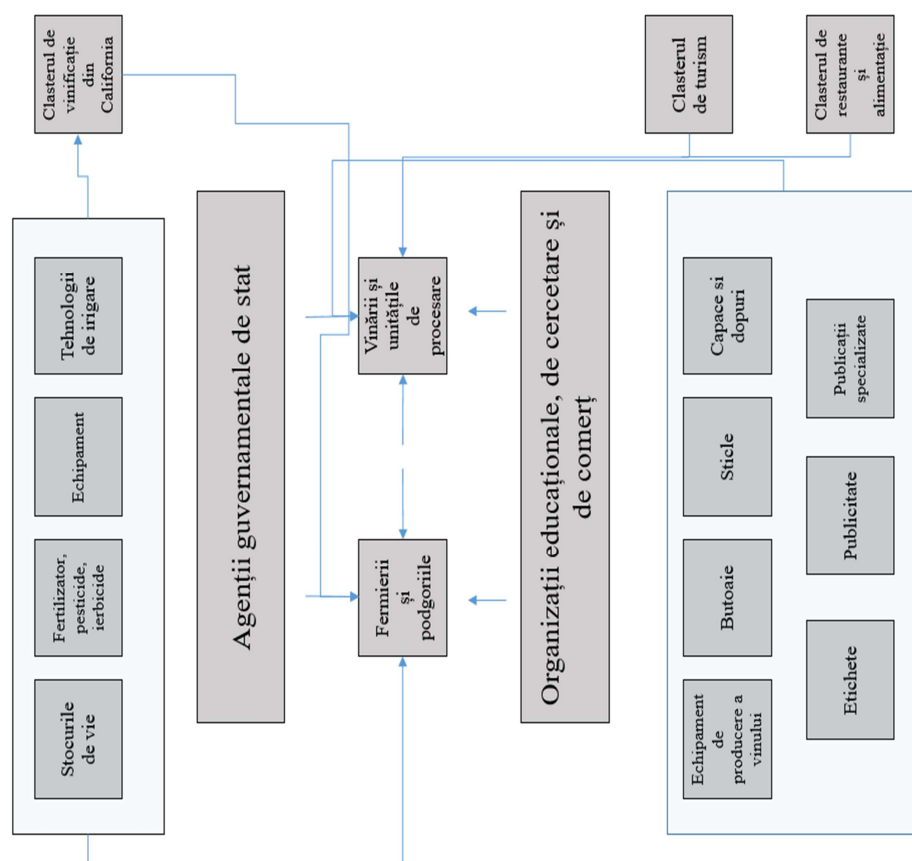 Stocurile
de vie
Fertilizator,
pesticide,
ierbicide
Echipament
Tehnologii
de irigare
Clasterul de
vinificație
din
California
Agenții guvernamentale de stat
Fermierii
și
podgoriile
Vinării și
unitățile
de
procesare
Organizații educaționale, de cercetare și
de comerț
Clasterul
de turism
Echipament
de
producere a
vinului
Butoaie
Sticle
Capace si
dopuri
Etichete
Publicitate
Publicații
specializate
Clasterul de
restaurante
și
alimentație